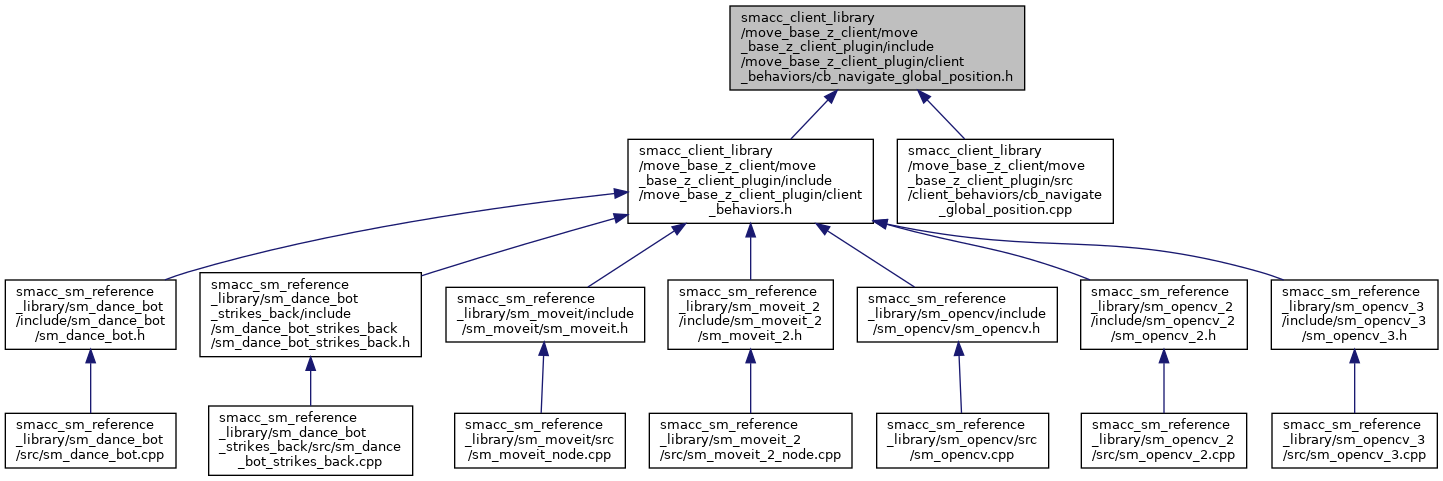 smacc_client_library
/move_base_z_client/move
_base_z_client_plugin/include
/move_base_z_client_plugin/client
_behaviors/cb_navigate_global_position.h
smacc_client_library
/move_base_z_client/move
_base_z_client_plugin/include
/move_base_z_client_plugin/client
_behaviors.h
smacc_client_library
/move_base_z_client/move
_base_z_client_plugin/src
/client_behaviors/cb_navigate
_global_position.cpp
smacc_sm_reference
_library/sm_dance_bot
/include/sm_dance_bot
/sm_dance_bot.h
smacc_sm_reference
_library/sm_dance_bot
_strikes_back/include
/sm_dance_bot_strikes_back
/sm_dance_bot_strikes_back.h
smacc_sm_reference
_library/sm_moveit/include
/sm_moveit/sm_moveit.h
smacc_sm_reference
_library/sm_moveit_2
/include/sm_moveit_2
/sm_moveit_2.h
smacc_sm_reference
_library/sm_opencv/include
/sm_opencv/sm_opencv.h
smacc_sm_reference
_library/sm_opencv_2
/include/sm_opencv_2
/sm_opencv_2.h
smacc_sm_reference
_library/sm_opencv_3
/include/sm_opencv_3
/sm_opencv_3.h
smacc_sm_reference
_library/sm_dance_bot
/src/sm_dance_bot.cpp
smacc_sm_reference
_library/sm_dance_bot
_strikes_back/src/sm_dance
_bot_strikes_back.cpp
smacc_sm_reference
_library/sm_moveit/src
/sm_moveit_node.cpp
smacc_sm_reference
_library/sm_moveit_2
/src/sm_moveit_2_node.cpp
smacc_sm_reference
_library/sm_opencv/src
/sm_opencv.cpp
smacc_sm_reference
_library/sm_opencv_2
/src/sm_opencv_2.cpp
smacc_sm_reference
_library/sm_opencv_3
/src/sm_opencv_3.cpp